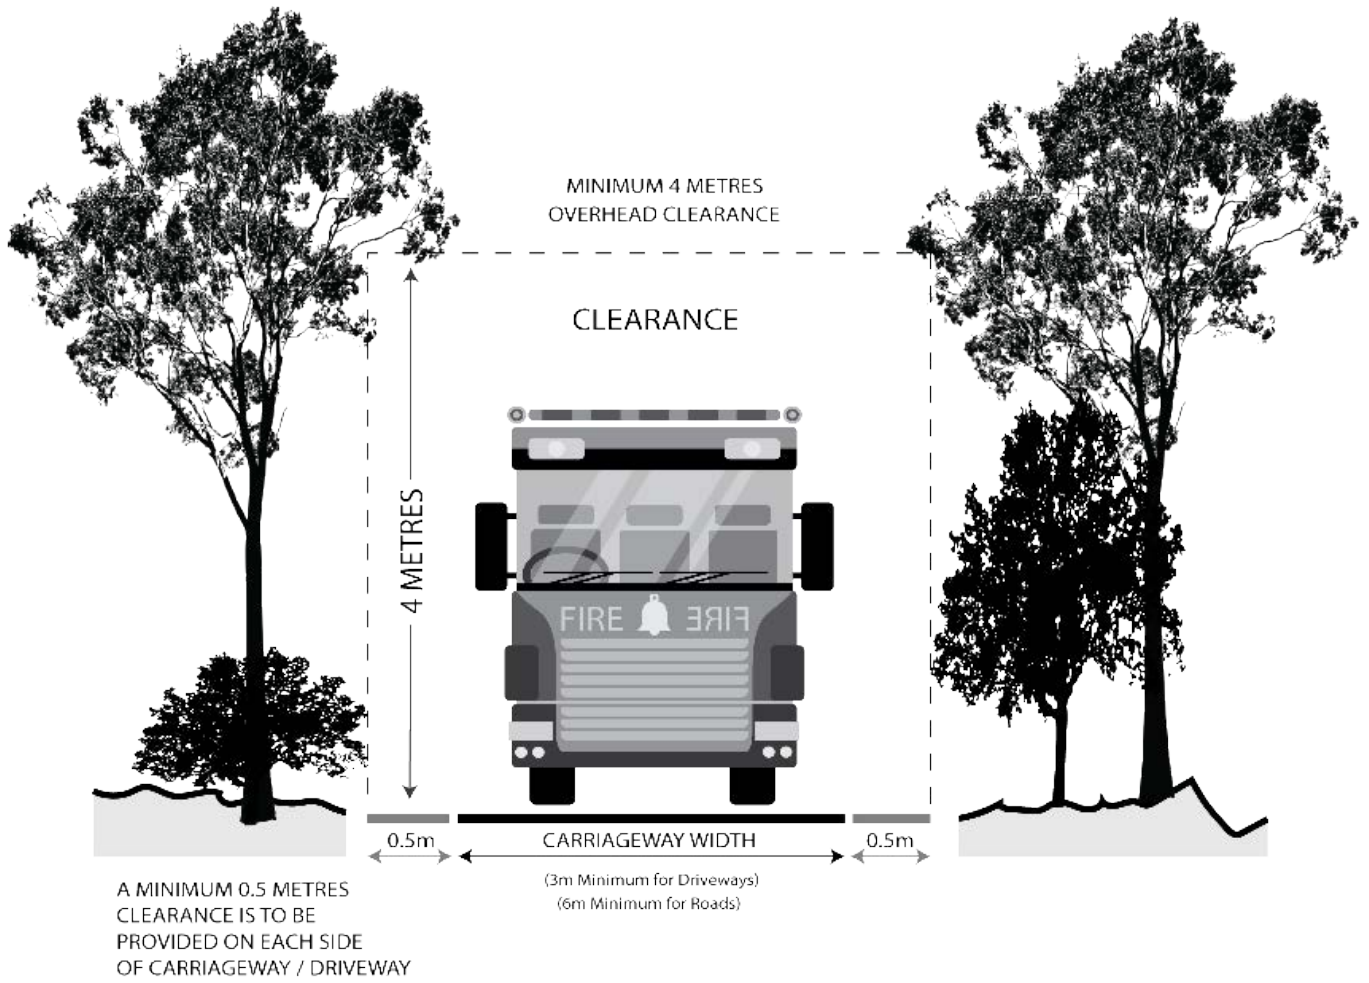 MINIMUM 4 METRES
OVERHEAD CLEARANCE
CLEARANCE
4 METRES
FIRE FIRE
0.5m
CARRIAGEWAY WIDTH
0.5m
(3m Minimum for Driveways)
(6m Minimum for Roads)
A MINIMUM 0.5 METRES
CLEARANCE IS TO BE
PROVIDED ON EACH SIDE
OF CARRIAGEWAY / DRIVEWAY